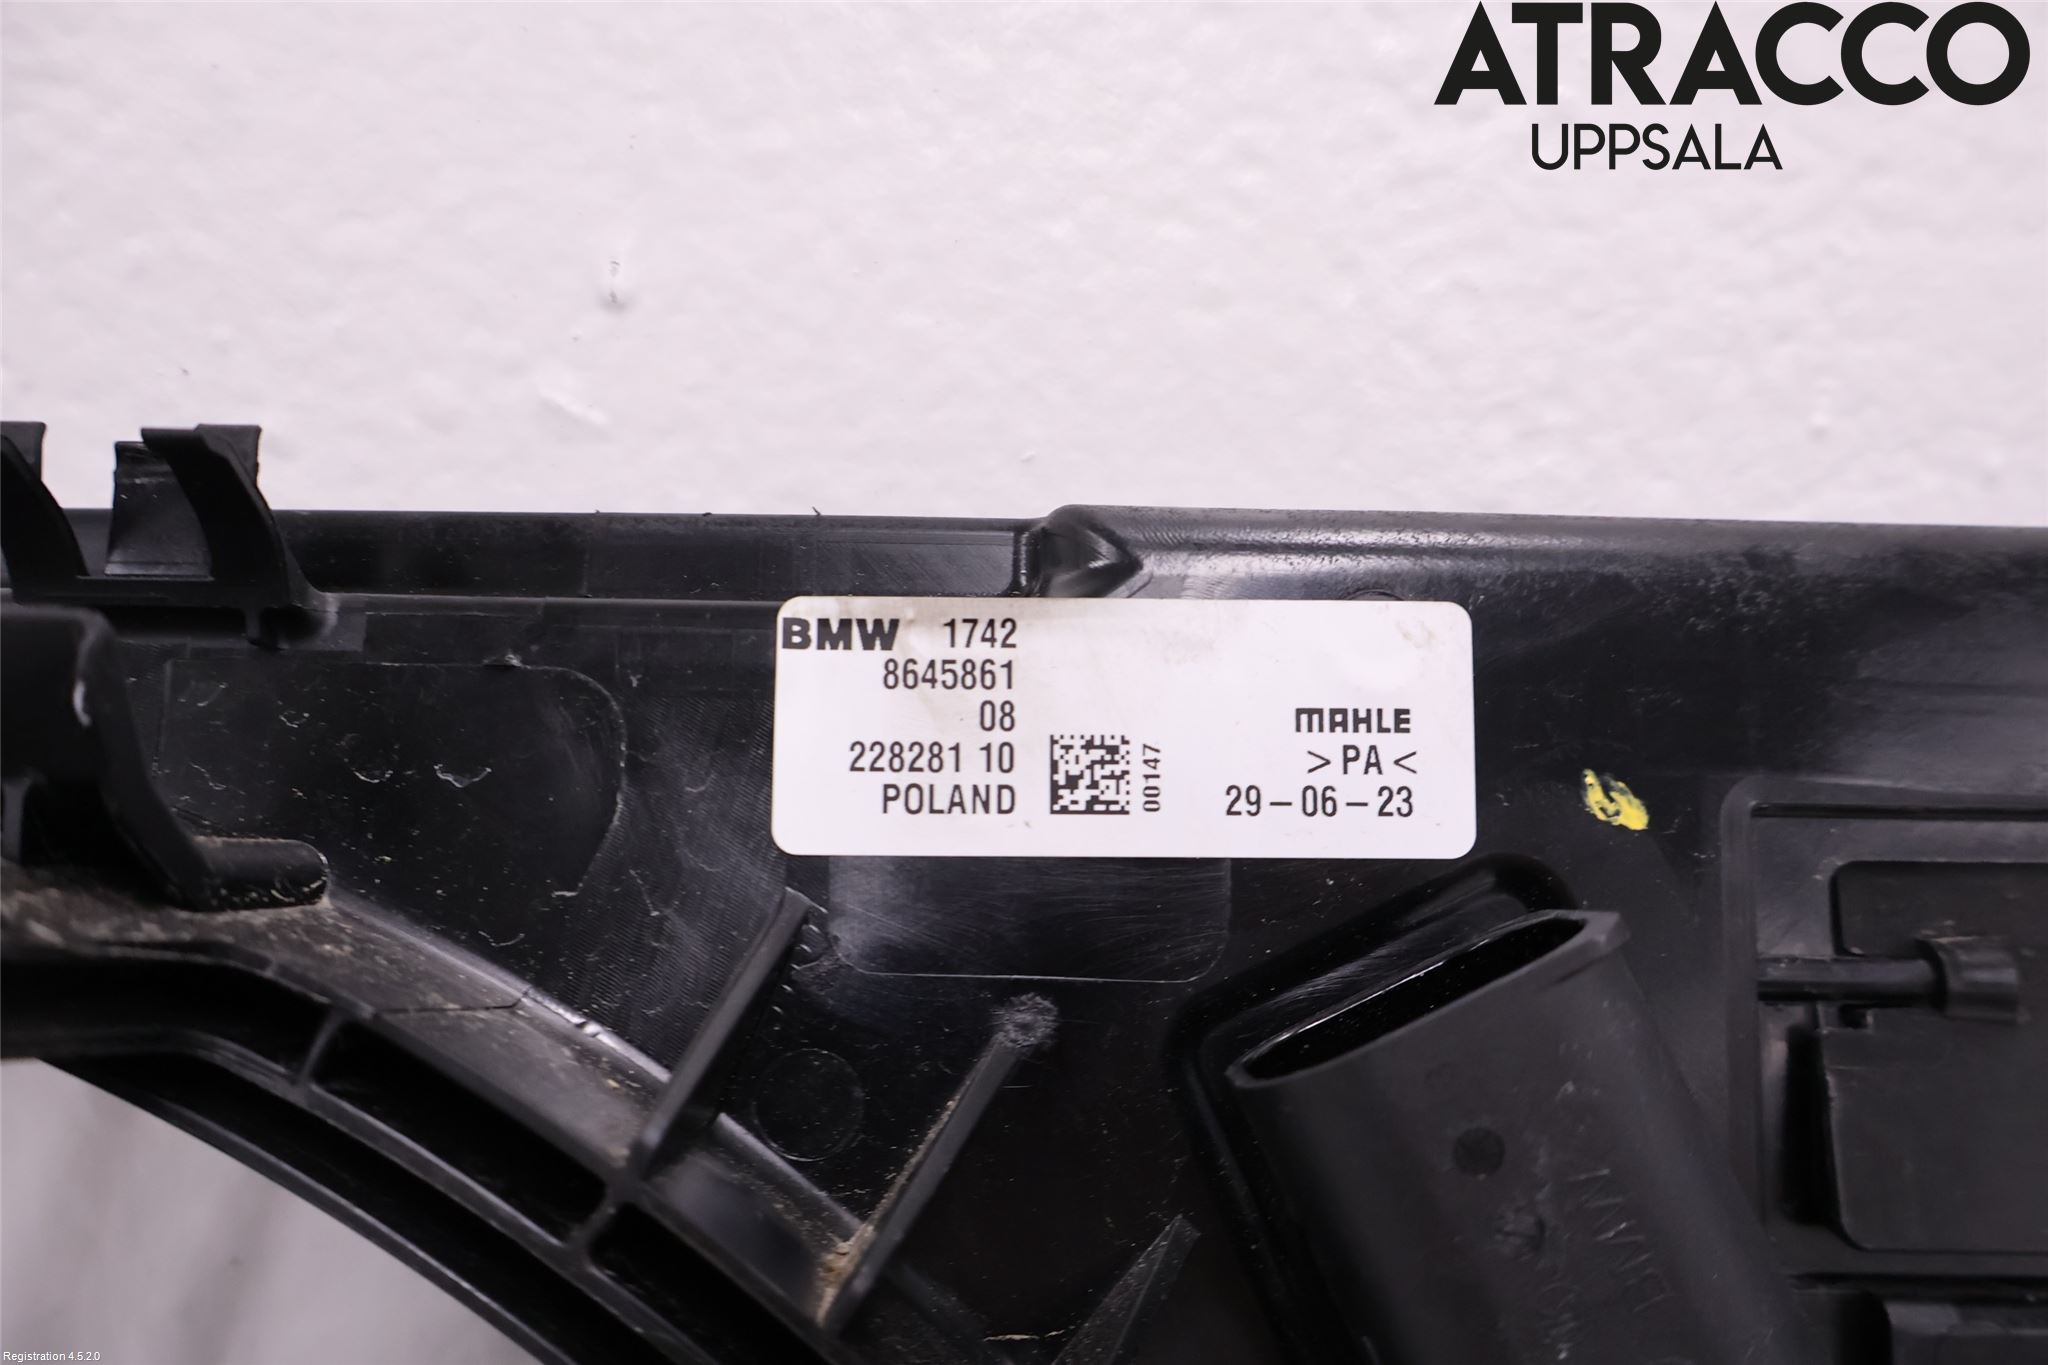 ATRACCO
UPPSALA
BMW 1742
8645861
08
228281 10
POLAND
00147
MAHLE
>PA<
29-06-23
BMW
Registration 4.5.2.0